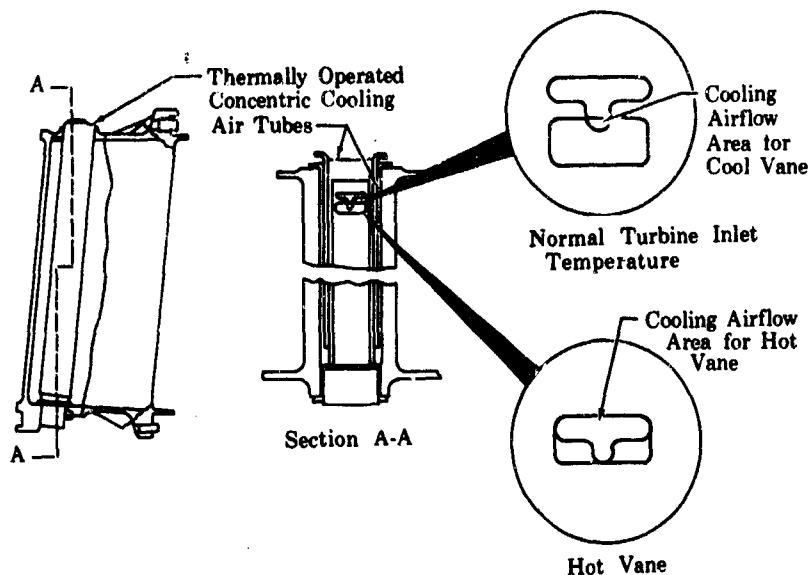 A
Thermally Operated
Concentric Cooling
Air Tubes
Cooling
Airflow
Area for
Cool Vane
Normal Turbine Inlet
Temperature
Cooling Airflow
Area for Hot
Vane
A
Section A-A
Hot Vane